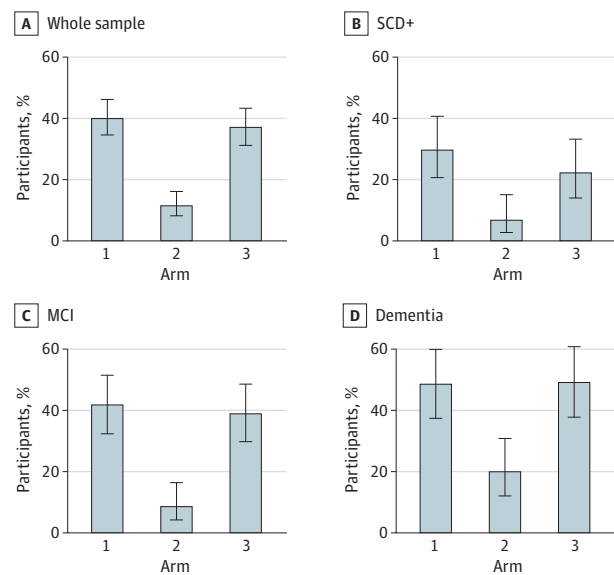 A Whole sample
60
40
20
0
Participants, %
1 2 3
Arm
B SCD+
60
40
20
0
Participants, %
1 2 3
Arm
C MCI
60
40
20
0
Participants, %
1 2 3
Arm
D Dementia
60
40
20
0
Participants, %
1 2 3
Arm